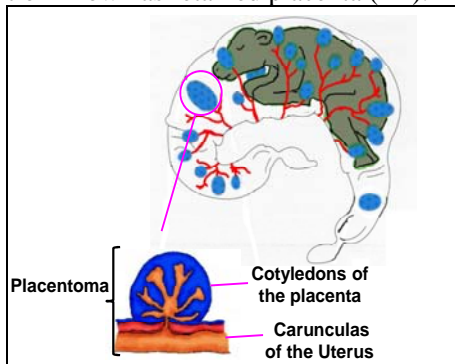 Placentoma
Cotyledons of
the placenta
Carunculas
of the Uterus